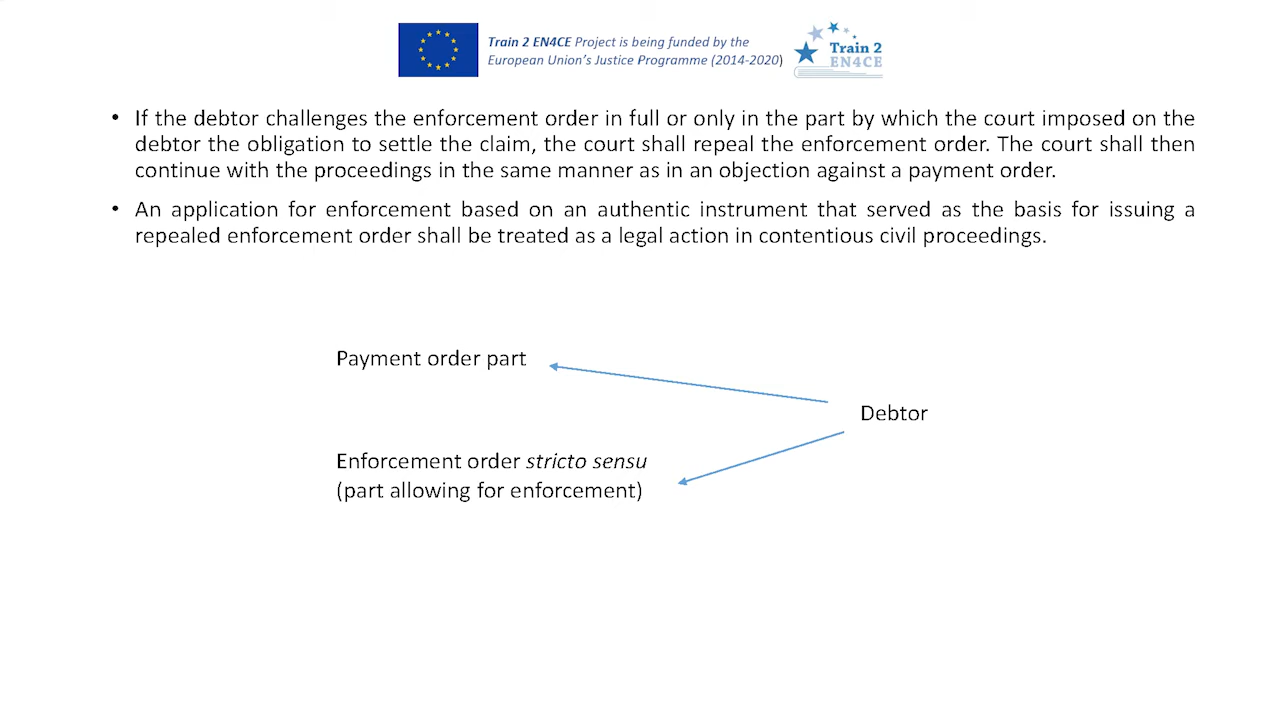 Train 2 EN4CE Project is being funded by the
European Union's Justice Programme (2014-2020)
Train 2
EN4CE
• If the debtor challenges the enforcement order in full or only in the part by which the court imposed on the
debtor the obligation to settle the claim, the court shall repeal the enforcement order. The court shall then
continue with the proceedings in the same manner as in an objection against a payment order.
• An application for enforcement based on an authentic instrument that served as the basis for issuing a
repealed enforcement order shall be treated as a legal action in contentious civil proceedings.
Payment order part
Debtor
Enforcement order stricto sensu
(part allowing for enforcement)